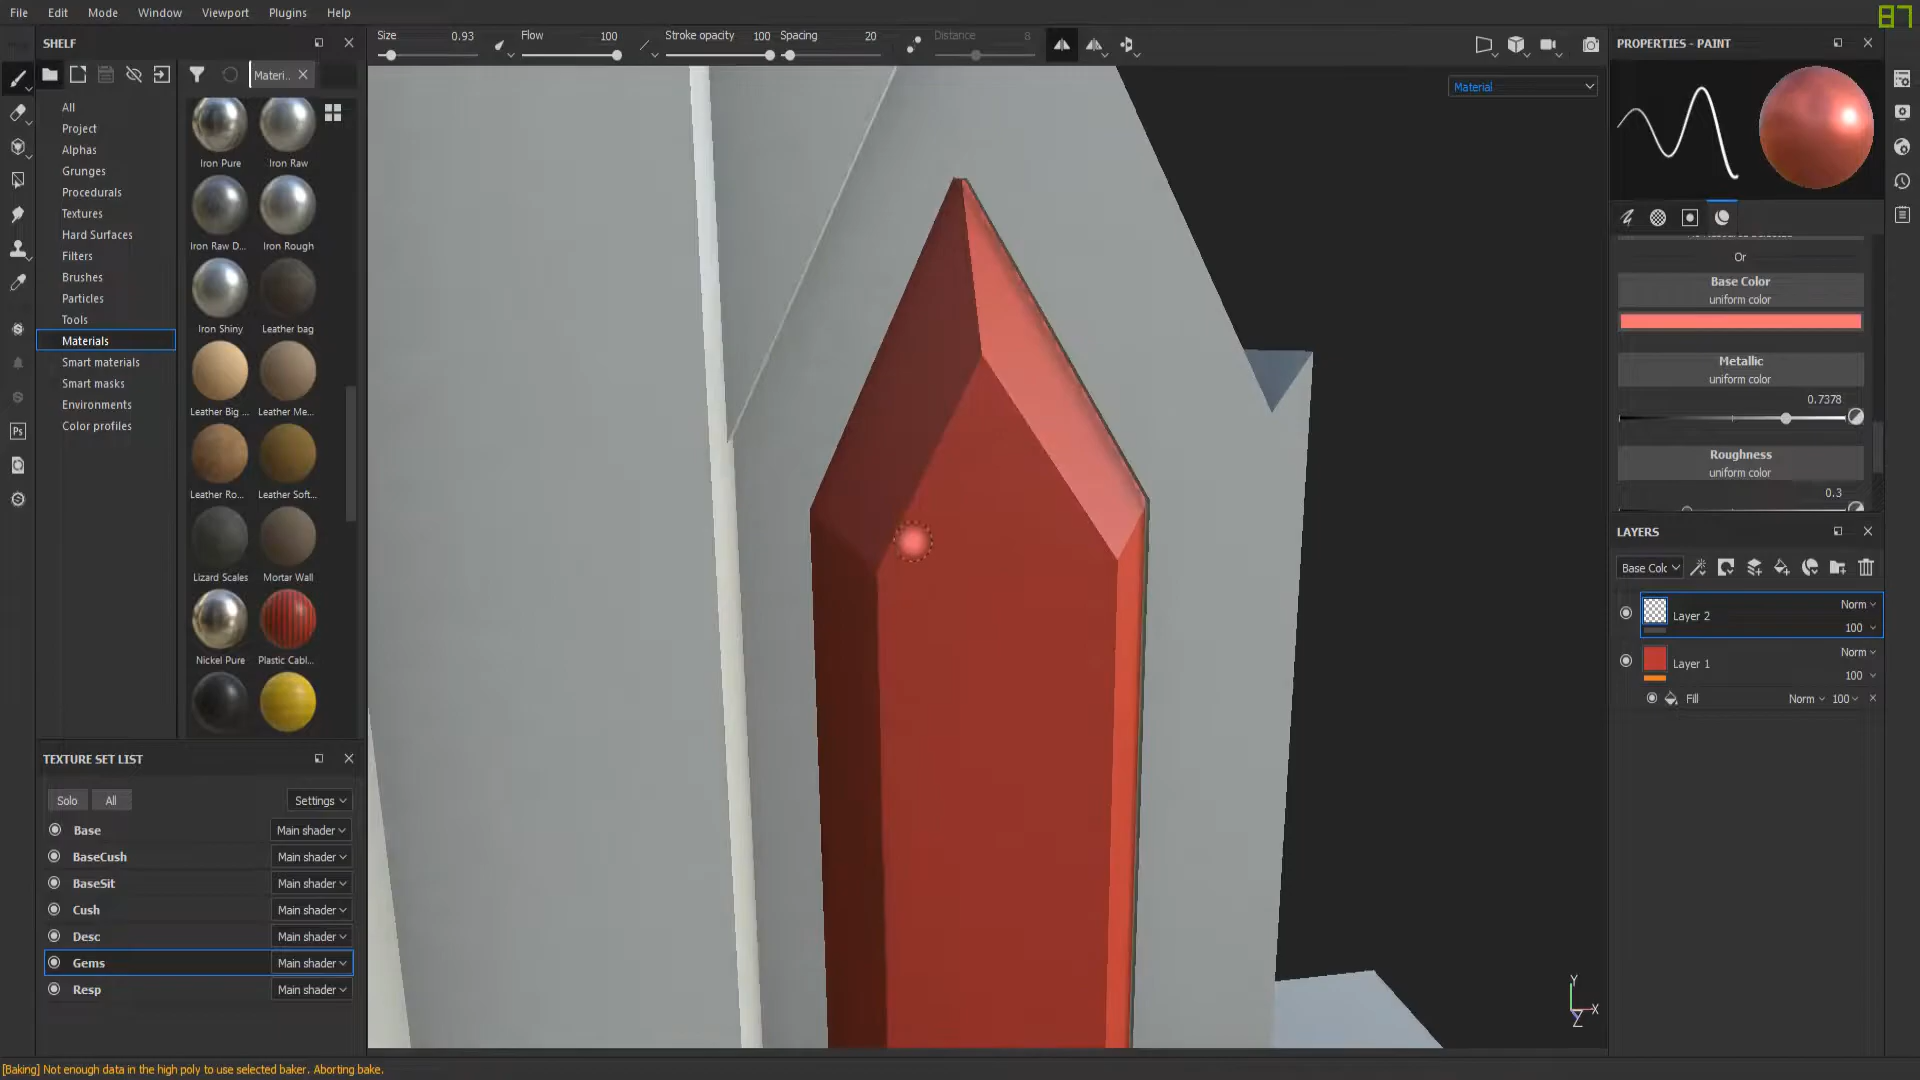 File Edit Mode Window Viewport Plugins Help
87
SHELF
Size 0.93 Flow 100 Stroke opacity 100 Spacing 20 Distance 8
PROPERTIES - PAINT
Materi..
Material
All
Project
Alphas
Grunges
Procedurals
Textures
Hard Surfaces
Filters
Brushes
Particles
Tools
Materials
Smart materials
Smart masks
Environments
Color profiles
Iron Pure Iron Raw
Iron Raw D... Iron Rough
Iron Shiny Leather bag
Leather Big ... Leather Me...
Leather Ro... Leather Soft...
Lizard Scales Mortar Wall
Nickel Pure Plastic Cabl...
Ps
Or
Base Color
uniform color
Metallic
uniform color
0.7378
Roughness
uniform color
0.3
LAYERS
Base Colc
Layer 2 Norm
100
Layer 1 Norm
100
Fill Norm 100
TEXTURE SET LIST
Solo All Settings
Base Main shader
BaseCush Main shader
BaseSit Main shader
Cush Main shader
Desc Main shader
Gems Main shader
Resp Main shader
Y
X
Z
[Baking] Not enough data in the high poly to use selected baker. Aborting bake.